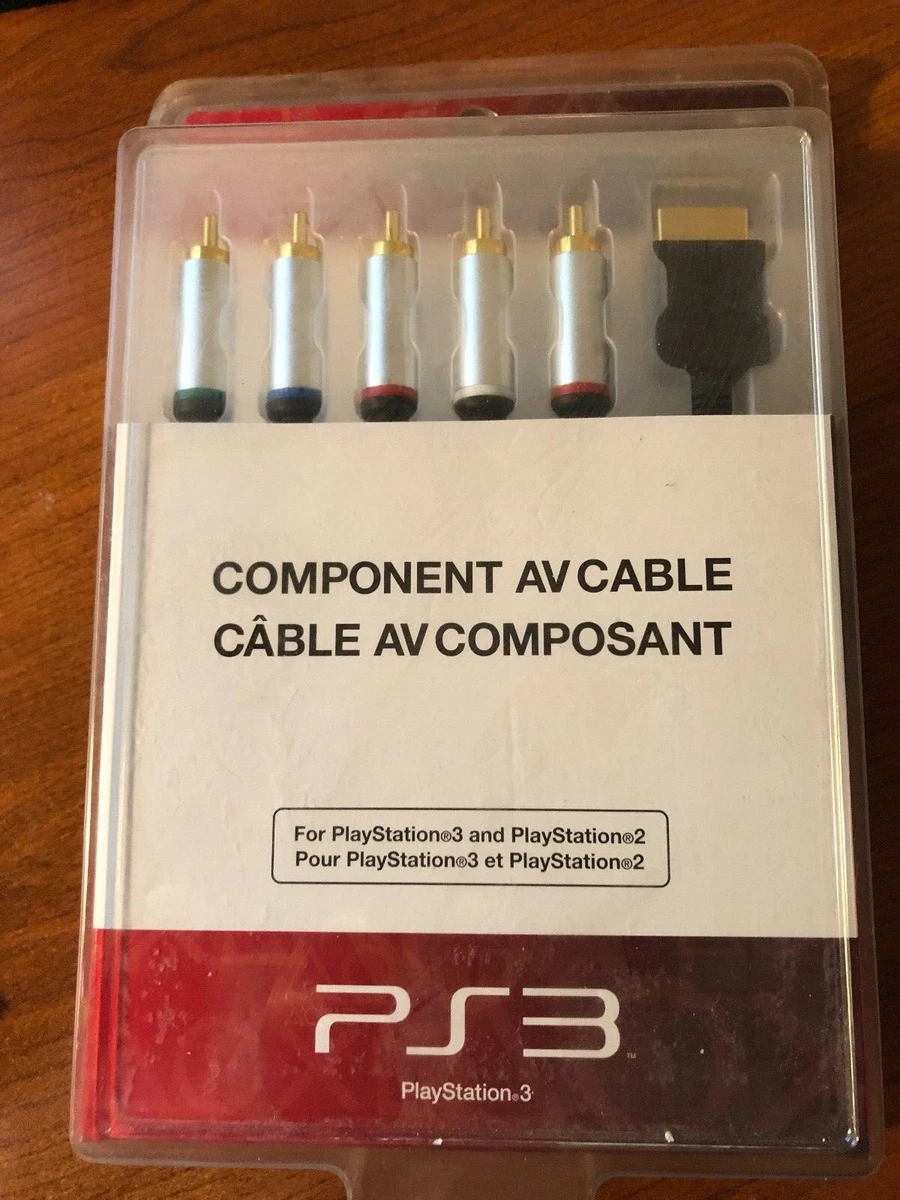 COMPONENT AV CABLE
CÂBLE AV COMPOSANT
For PlayStation®3 and PlayStation®2
Pour PlayStation®3 et PlayStation®2
PS3™
PlayStation®3